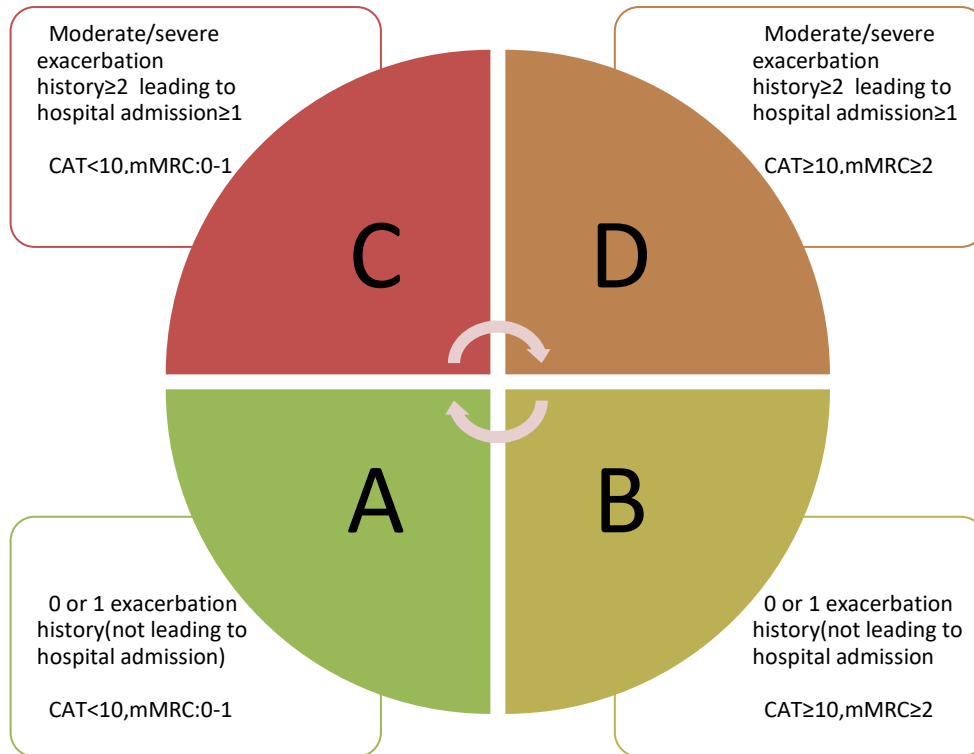 Moderate/severe
exacerbation
history≥2 leading to
hospital admission≥1
CAT<10,mMRC:0-1
Moderate/severe
exacerbation
history≥2 leading to
hospital admission≥1
CAT≥10,mMRC≥2
C
D
A
B
0 or 1 exacerbation
history(not leading to
hospital admission)
CAT<10,mMRC:0-1
0 or 1 exacerbation
history(not leading to
hospital admission
CAT≥10,mMRC≥2